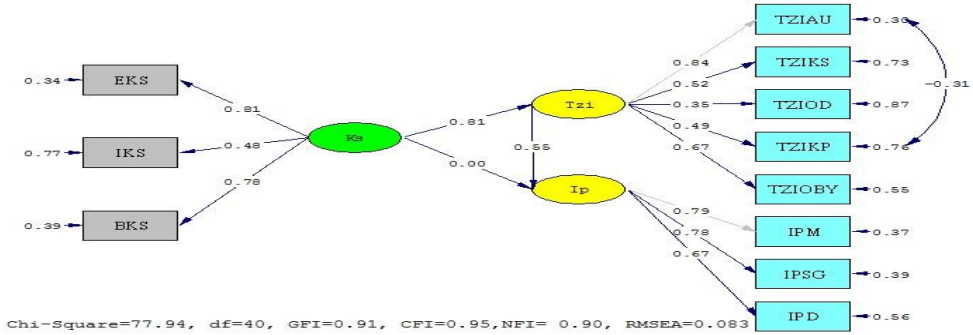 TZIAU
0.30
0.84
TZIKS
0.73
0.34
EKS
0.52
-0.31
0.81
0.81
Tzi
0.35
TZIOD
0.87
0.49
Ks
0.77
IKS
0.48
0.55
TZIKP
0.76
0.67
0.00
0.78
Ip
TZIOBY
0.55
0.39
BKS
0.79
IPM
0.37
0.78
0.67
IPSG
0.39
IPD
0.56
Chi-Square=77.94, df=40, GFI=0.91, CFI=0.95,NFI= 0.90, RMSEA=0.083